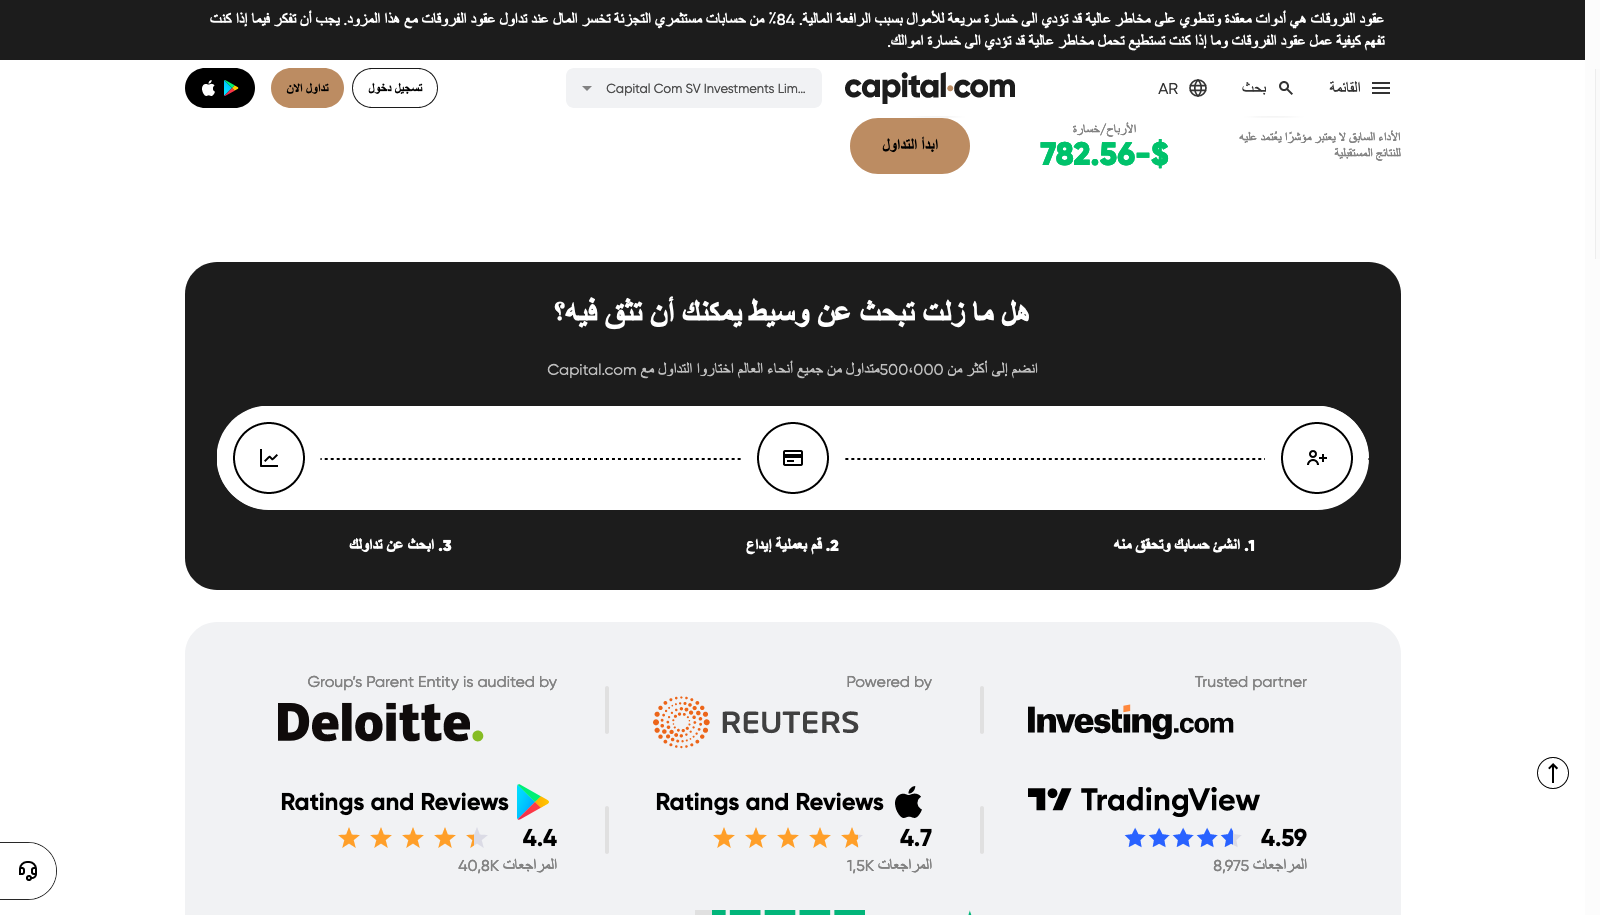 عقود الفروقات هي أدوات معقدة وتنطوي على مخاطر عالية قد تؤدي الى خسارة سريعة للأموال بسبب الرافعة المالية. 84٪ من حسابات مستثمري التجزئة تخسر المال عند تداول عقود الفروقات مع هذا المزود. يجب أن تفكر فيما إذا كنت
تفهم كيفية عمل عقود الفروقات وما إذا كنت تستطيع تحمل مخاطر عالية قد تؤدي الى خسارة اموالك.
القائمة
بحث
AR
capital.com
Capital Com SV Investments Lim...
تسجيل دخول
تداول الان
الأداء السابق لا يعتبر مؤشرًا يعُتمد عليه
للنتائج المستقبلية
الأرباح/خسارة
782.56-$
ابدأ التداول
هل ما زلت تبحث عن وسيط يمكنك أن تثق فيه؟
انضم إلى أكثر من 500،000متداول من جميع أنحاء العالم اختاروا التداول مع Capital.com
1. انشئ حسابك وتحقق منه
2. قم بعملية إيداع
3. ابحث عن تداولك
Trusted partner
Investing.com
Powered by
REUTERS
Group's Parent Entity is audited by
Deloitte.
TradingView
4.59
المراجعات 8,975
Ratings and Reviews
4.7
المراجعات 1,5K
Ratings and Reviews
4.4
المراجعات 40,8K